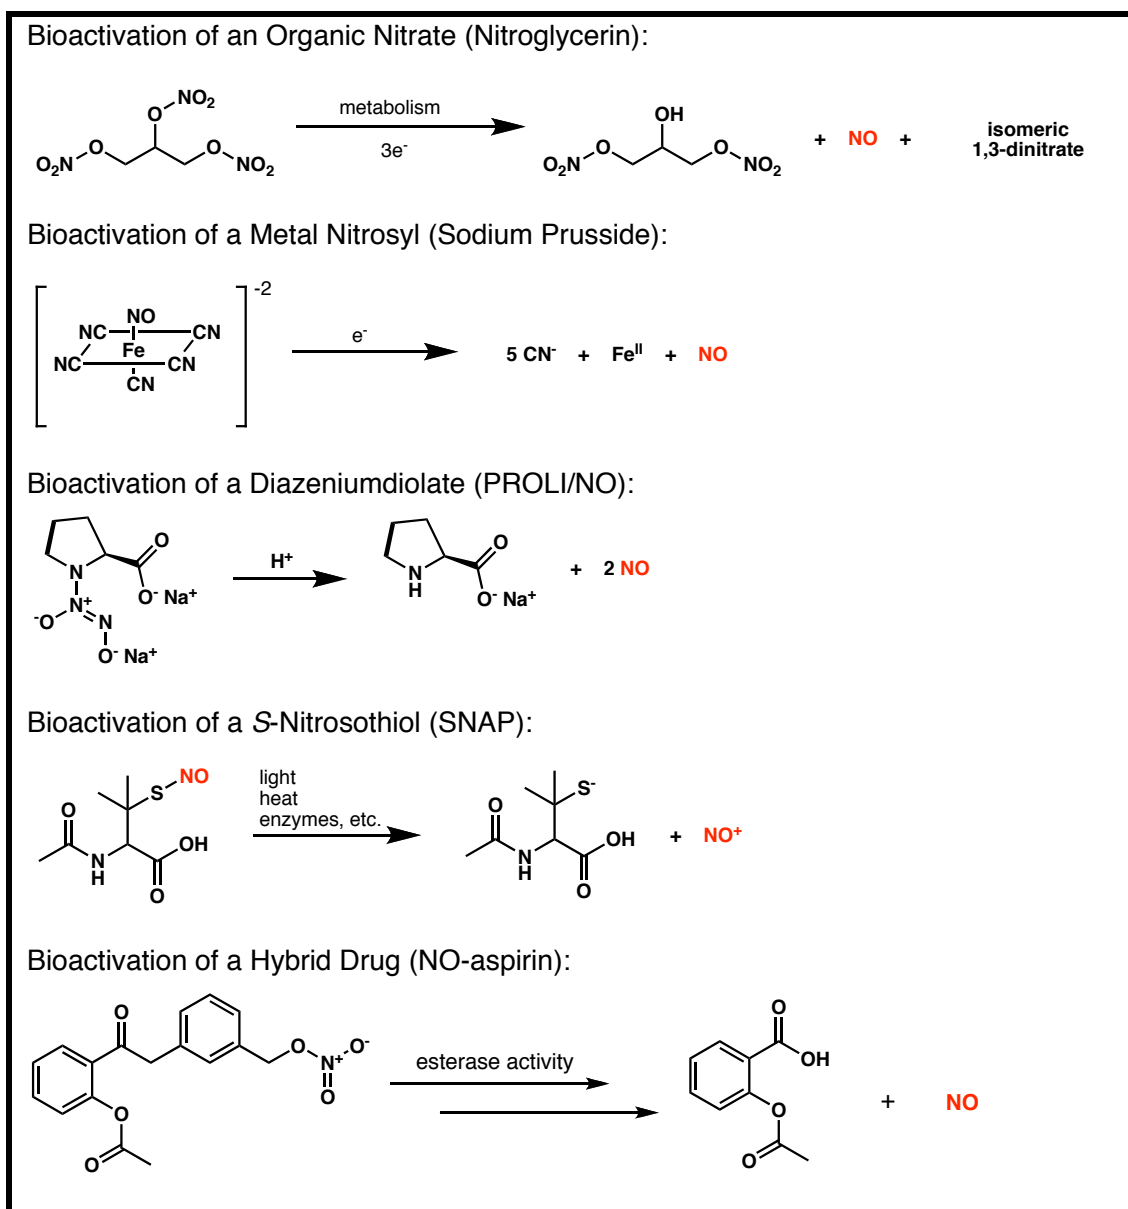 Bioactivation of an Organic Nitrate (Nitroglycerin):
NO2
O
O2N O O NO2
metabolism
3e-
OH
O2N O O NO2
+ NO + isomeric
1,3-dinitrate
Bioactivation of a Metal Nitrosyl (Sodium Prusside):
-2
NO
NC CN
Fe
NC CN
CN
e-
5 CN- + FeII + NO
Bioactivation of a Diazeniumdiolate (PROLI/NO):
O
N
O- Na+
-O N+ N
O- Na+
H+
O
N
H
O- Na+
+ 2 NO
Bioactivation of a S-Nitrosothiol (SNAP):
S NO
O
OH
N
H
O
light
heat
enzymes, etc.
S-
O
OH
N
H
O
+ NO+
Bioactivation of a Hybrid Drug (NO-aspirin):
O
O O-
N+
O
O
O
esterase activity
O
OH
O
O
+ NO